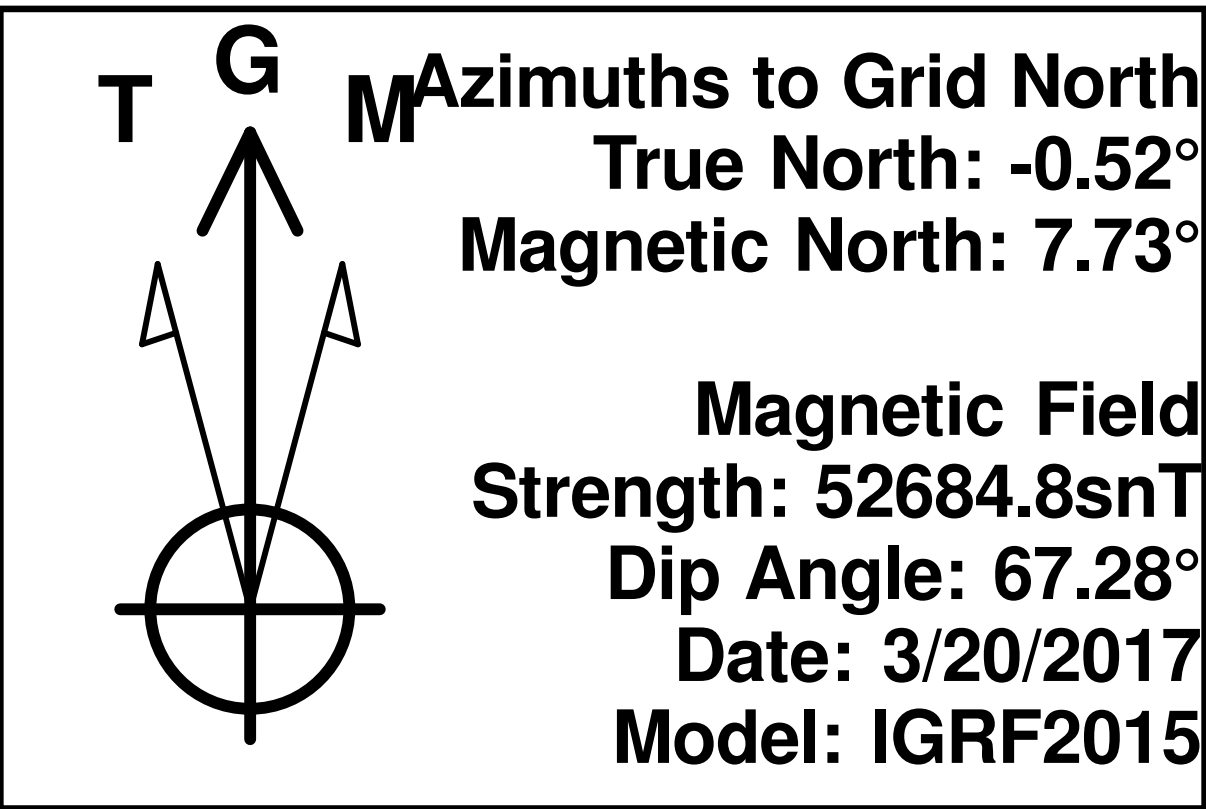 T G M
Azimuths to Grid North
True North: -0.52°
Magnetic North: 7.73°
Magnetic Field
Strength: 52684.8snT
Dip Angle: 67.28°
Date: 3/20/2017
Model: IGRF2015